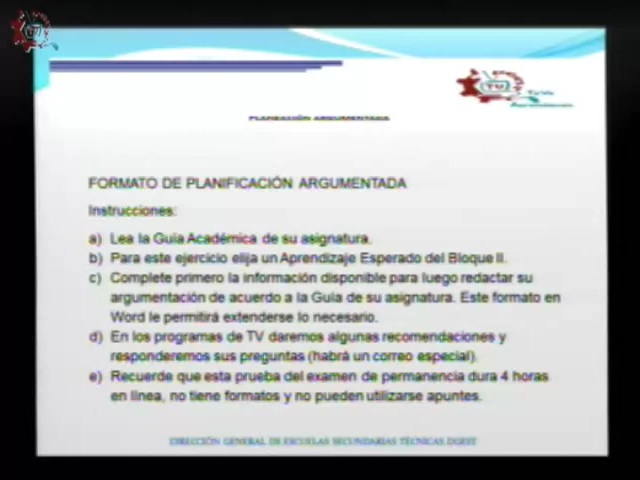 TV
PLANEACIÓN ARGUMENTADA
FORMATO DE PLANIFICACIÓN ARGUMENTADA
Instrucciones:
a) Lea la Guía Académica de su asignatura.
b) Para este ejercicio elija un Aprendizaje Esperado del Bloque II.
c) Complete primero la información disponible para luego redactar su
argumentación de acuerdo a la Guía de su asignatura. Este formato en
Word le permitirá extenderse lo necesario.
d) En los programas de TV daremos algunas recomendaciones y
responderemos sus preguntas (habrá un correo especial).
e) Recuerde que esta prueba del examen de permanencia dura 4 horas
en línea, no tiene formatos y no pueden utilizarse apuntes.
DIRECCIÓN GENERAL DE ESCUELAS SECUNDARIAS TÉCNICAS DGEST